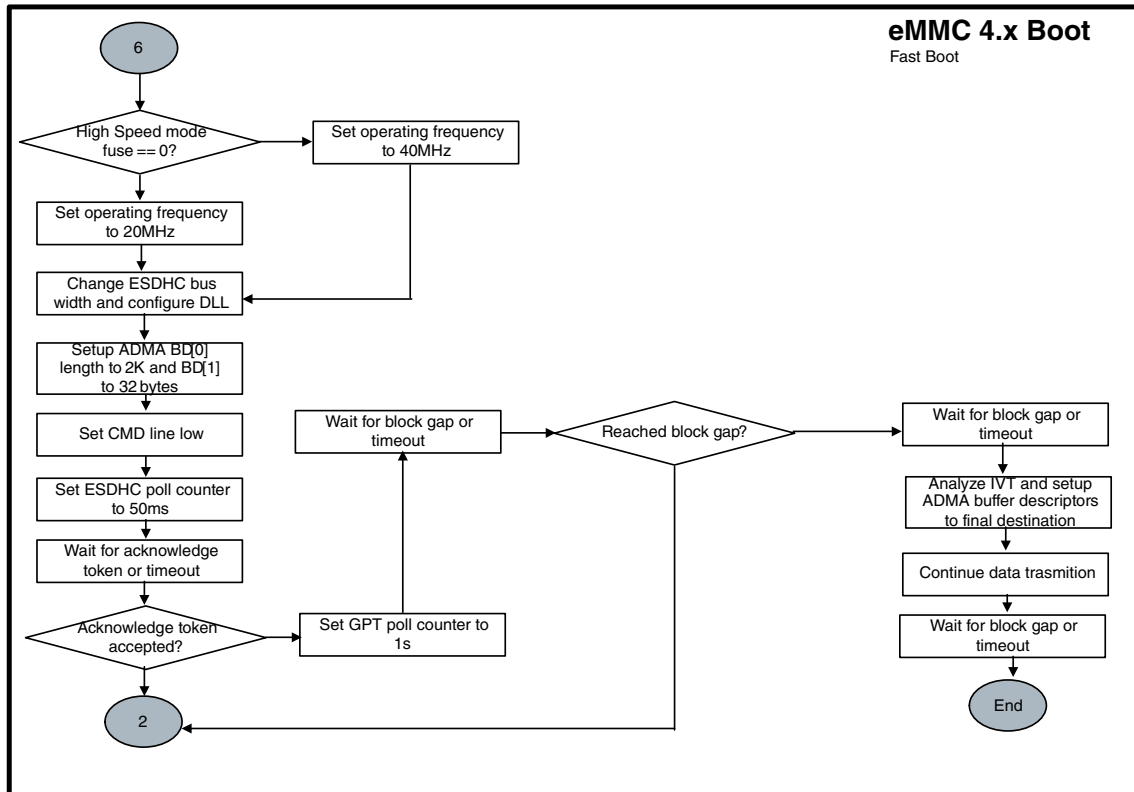 eMMC 4.x Boot
Fast Boot
6
High Speed mode
fuse == 0?
Set operating frequency
to 40MHz
Set operating frequency
to 20MHz
Change ESDHC bus
width and configure DLL
Setup ADMA BD[0]
length to 2K and BD[1]
to 32 bytes
Set CMD line low
Set ESDHC poll counter
to 50ms
Wait for acknowledge
token or timeout
Acknowledge token
accepted?
2
Set GPT poll counter to
1s
Wait for block gap or
timeout
Reached block gap?
Wait for block gap or
timeout
Analyze IVT and setup
ADMA buffer descriptors
to final destination
Continue data trasmition
Wait for block gap or
timeout
End